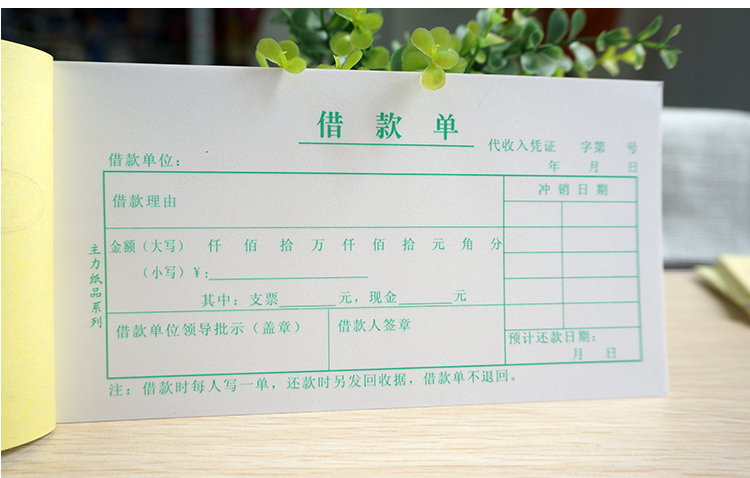 借款单
代收入凭证 字第 号
借款单位： 年 月 日
借款理由
冲销日期
金额（大写） 仟 佰 拾 万 仟 佰 拾 元 角 分
（小写）￥:
其中：支票 元，现金 元
借款单位领导批示（盖章）
借款人签章
预计还款日期：
月 日
注：借款时每人写一单，还款时另发回收据，借款单不退回。
主力纸品系列